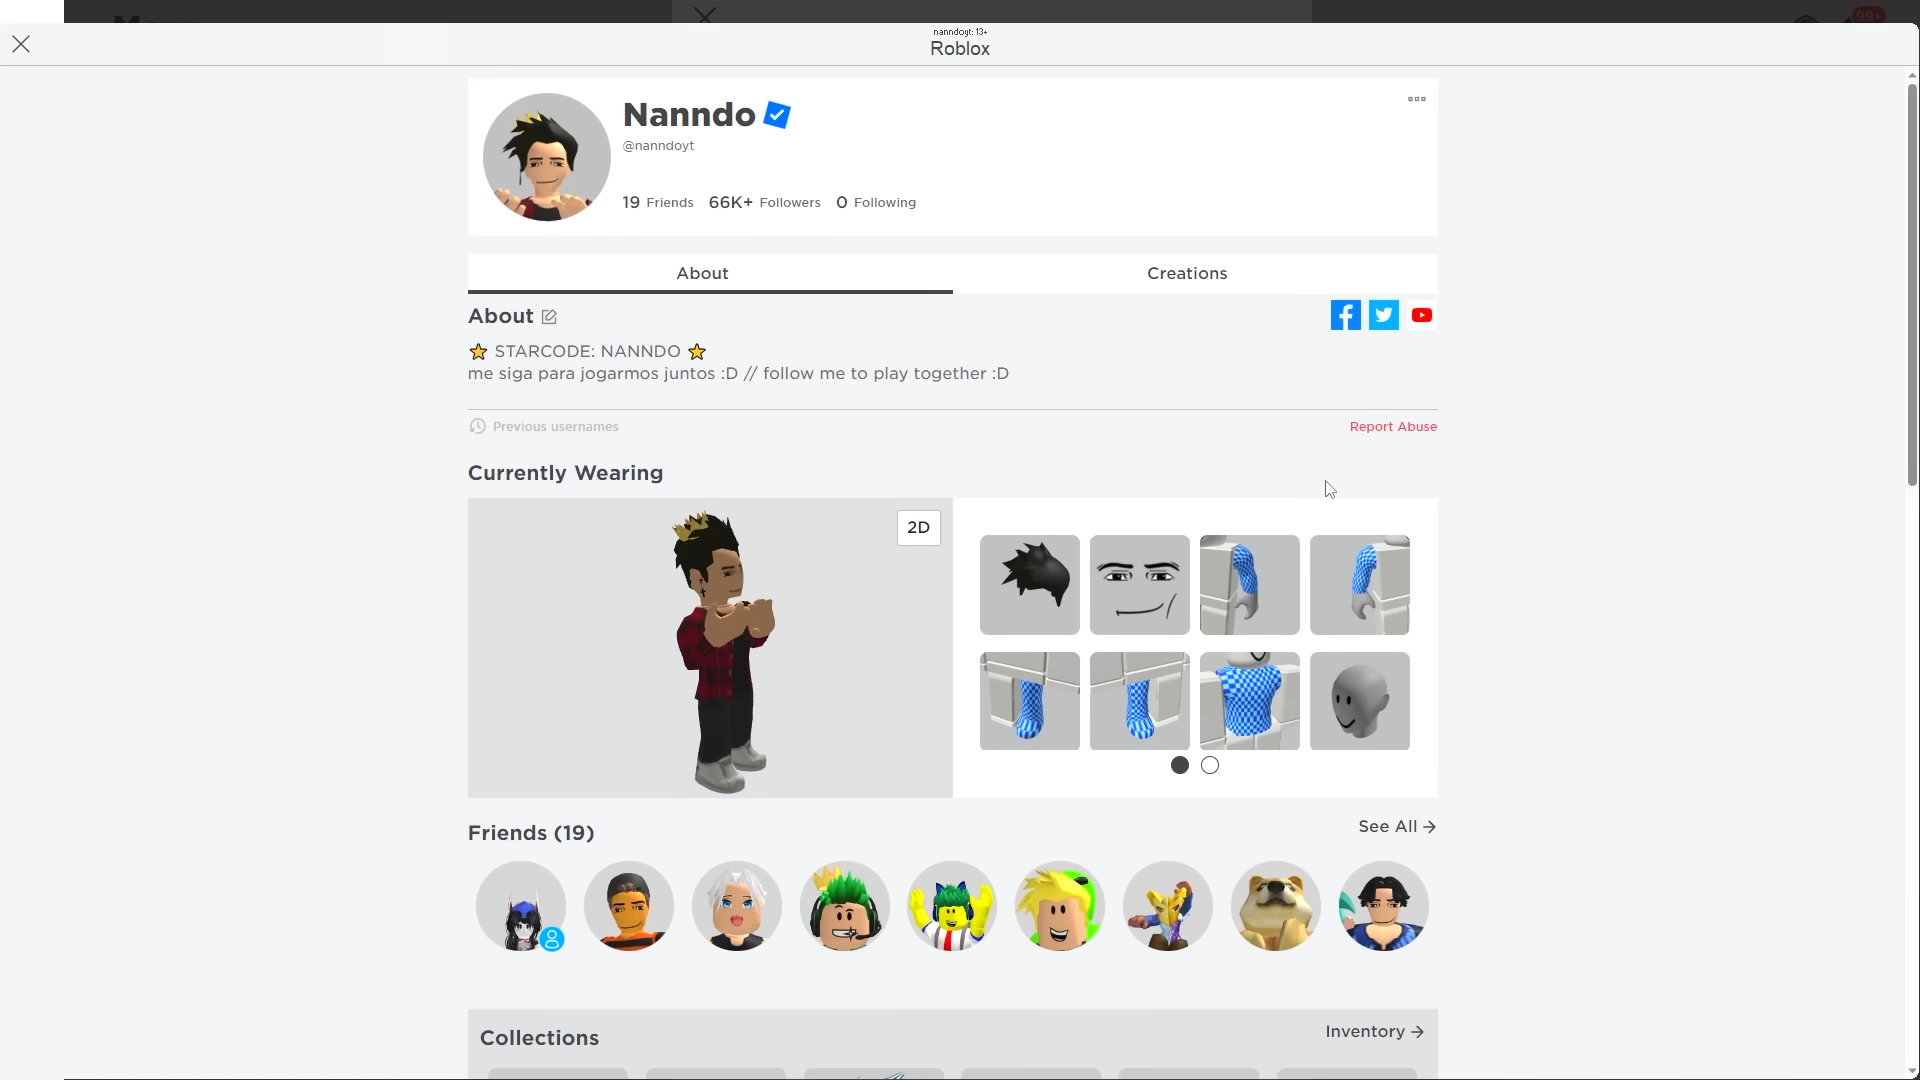 99+
nanndoyt: 13+
Roblox
Nanndo
@nanndoyt
19 Friends 66K+ Followers 0 Following
About Creations
About
⭐ STARCODE: NANNDO ⭐
me siga para jogarmos juntos :D // follow me to play together :D
Previous usernames Report Abuse
Currently Wearing
2D
Friends (19) See All →
Collections Inventory →